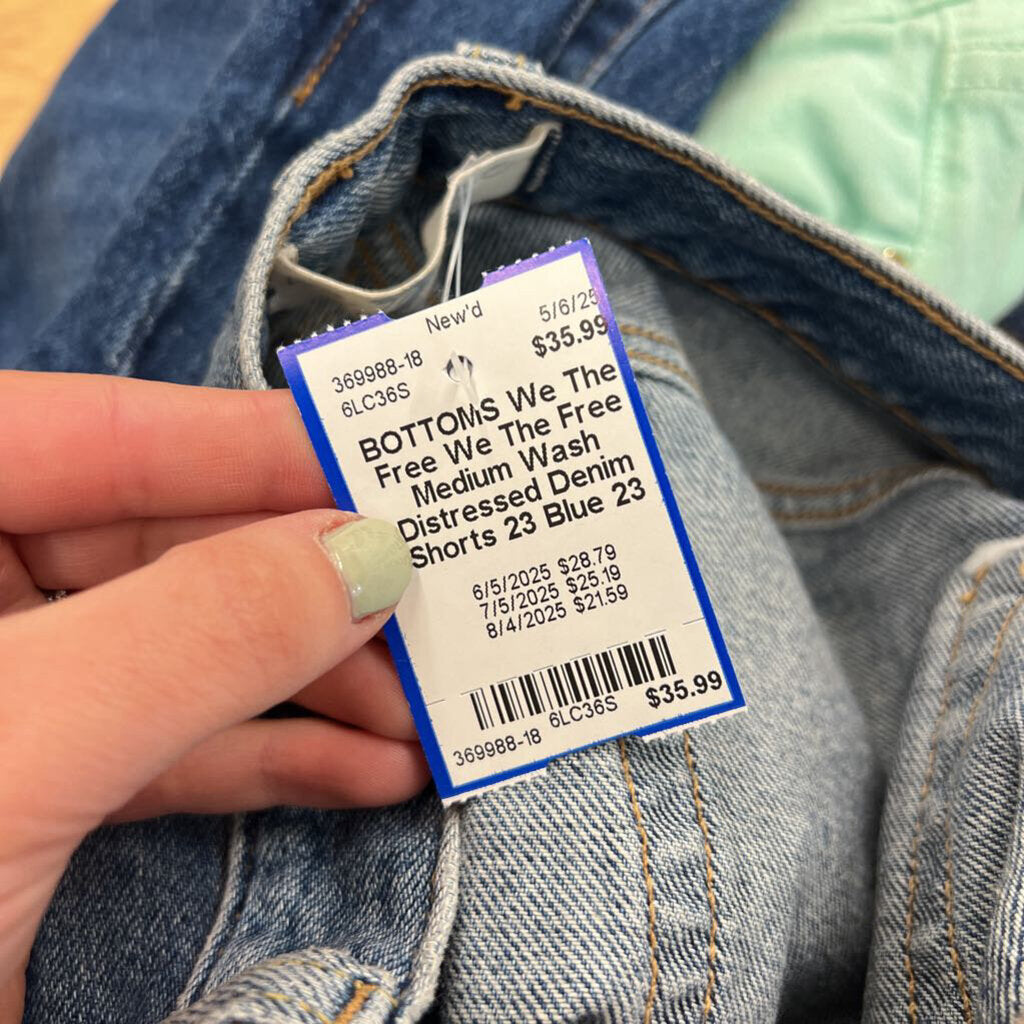 New'd
369988-18
5/6/25
6LC36S
$35.99
BOTTOMS We The
Free We The Free
Medium Wash
Distressed Denim
Shorts 23 Blue 23
6/5/2025 $28.79
7/5/2025 $25.19
8/4/2025 $21.59
369988-18
6LC36S
$35.99